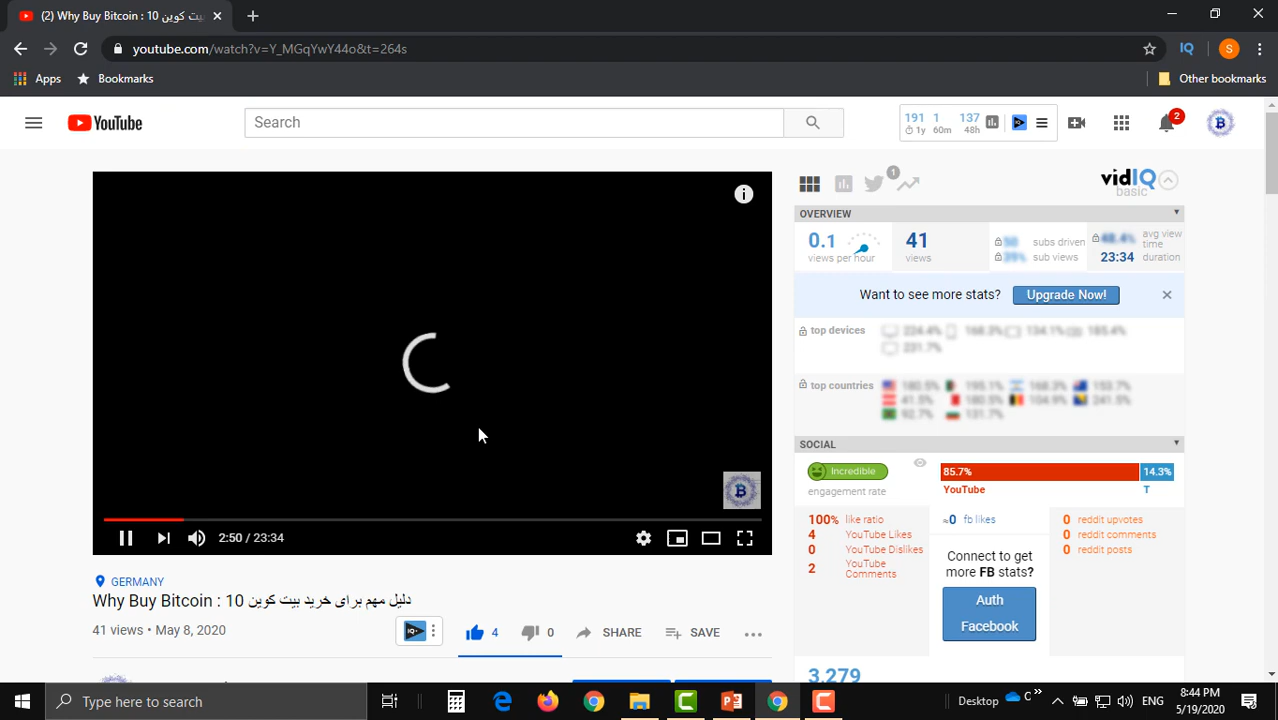 (2) Why Buy Bitcoin : 10 بیت کوین
youtube.com/watch?v=Y_MGqYwY44o&t=264s
IQ
S
Apps
Bookmarks
Other bookmarks
YouTube
Search
191 1 137
1y 60m 48h
2
1
vidIQ
basic
OVERVIEW
0.1
views per hour
41
views
subs driven
sub views
avg view time
23:34 duration
Want to see more stats?
Upgrade Now!
top devices
top countries
SOCIAL
Incredible
engagement rate
85.7%
14.3%
YouTube
T
100% like ratio
4 YouTube Likes
0 YouTube Dislikes
2 YouTube Comments
≈0 fb likes
Connect to get
more FB stats?
Auth
Facebook
0 reddit upvotes
0 reddit comments
0 reddit posts
3,279
2:50 / 23:34
GERMANY
Why Buy Bitcoin : 10 دلیل مهم برای خرید بیت کوین
41 views • May 8, 2020
4
0
SHARE
SAVE
Type here to search
Desktop
ENG
8:44 PM
5/19/2020